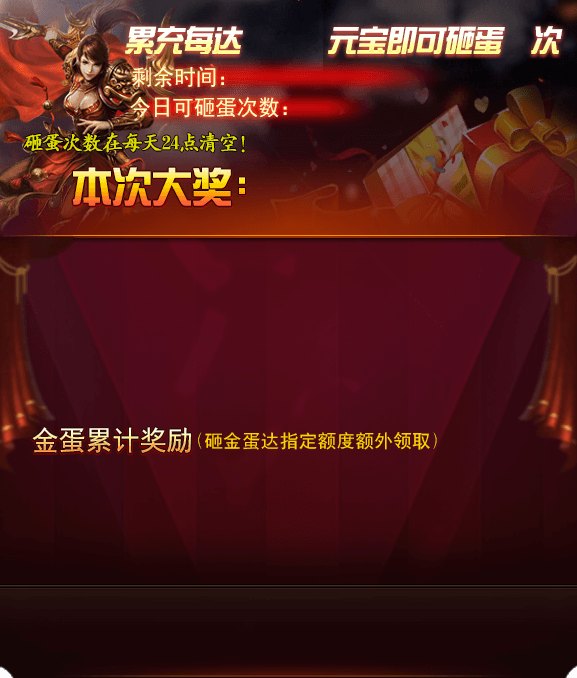 累充每达 元宝即可砸蛋 次
剩余时间：
今日可砸蛋次数：
砸蛋次数在每天24点清空！
本次大奖：
金蛋累计奖励（砸金蛋达指定额度额外领取）